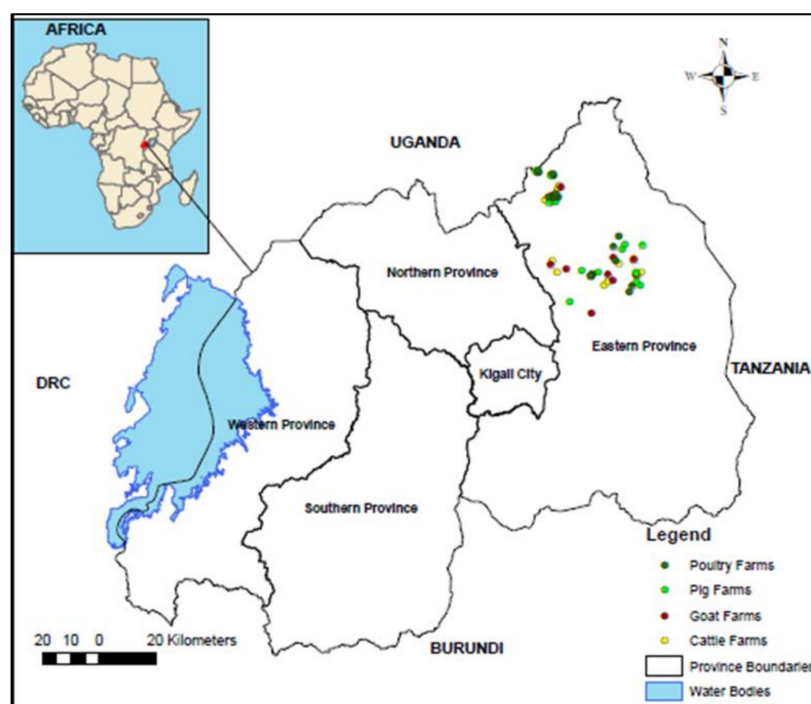 AFRICA
N
W
E
S
UGANDA
Northern Province
Eastern Province
Kigali City
TANZANIA
DRC
Western Province
Southern Province
Legend
Poultry Farms
Pig Farms
Goat Farms
Cattle Farms
Province Boundaries
Water Bodies
20 10 0 20 Kilometers
BURUNDI